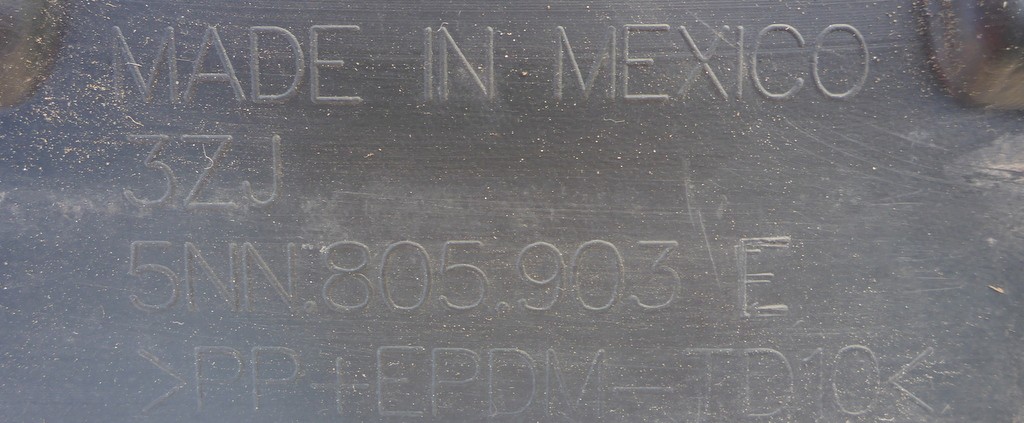 MADE IN MEXICO
3ZJ
5NN.805.903 E
>PP+EPDM-TD10<